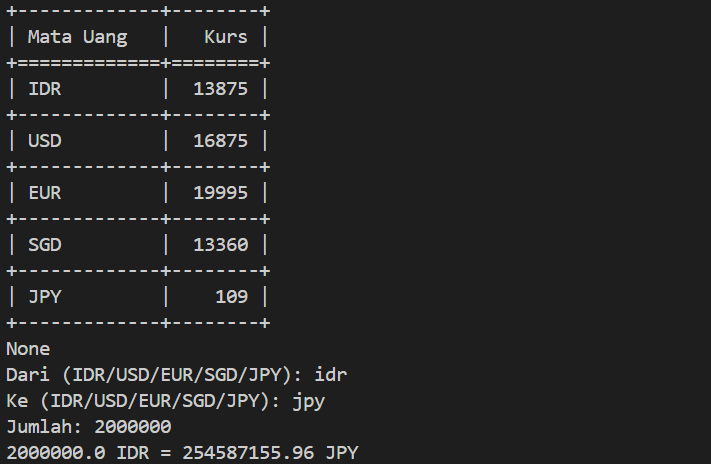 +-------------+--------+
| Mata Uang   |   Kurs |
+=============+========+
| IDR         |  13875 |
+-------------+--------+
| USD         |  16875 |
+-------------+--------+
| EUR         |  19995 |
+-------------+--------+
| SGD         |  13360 |
+-------------+--------+
| JPY         |    109 |
+-------------+--------+
None
Dari (IDR/USD/EUR/SGD/JPY): idr
Ke (IDR/USD/EUR/SGD/JPY): jpy
Jumlah: 2000000
2000000.0 IDR = 254587155.96 JPY